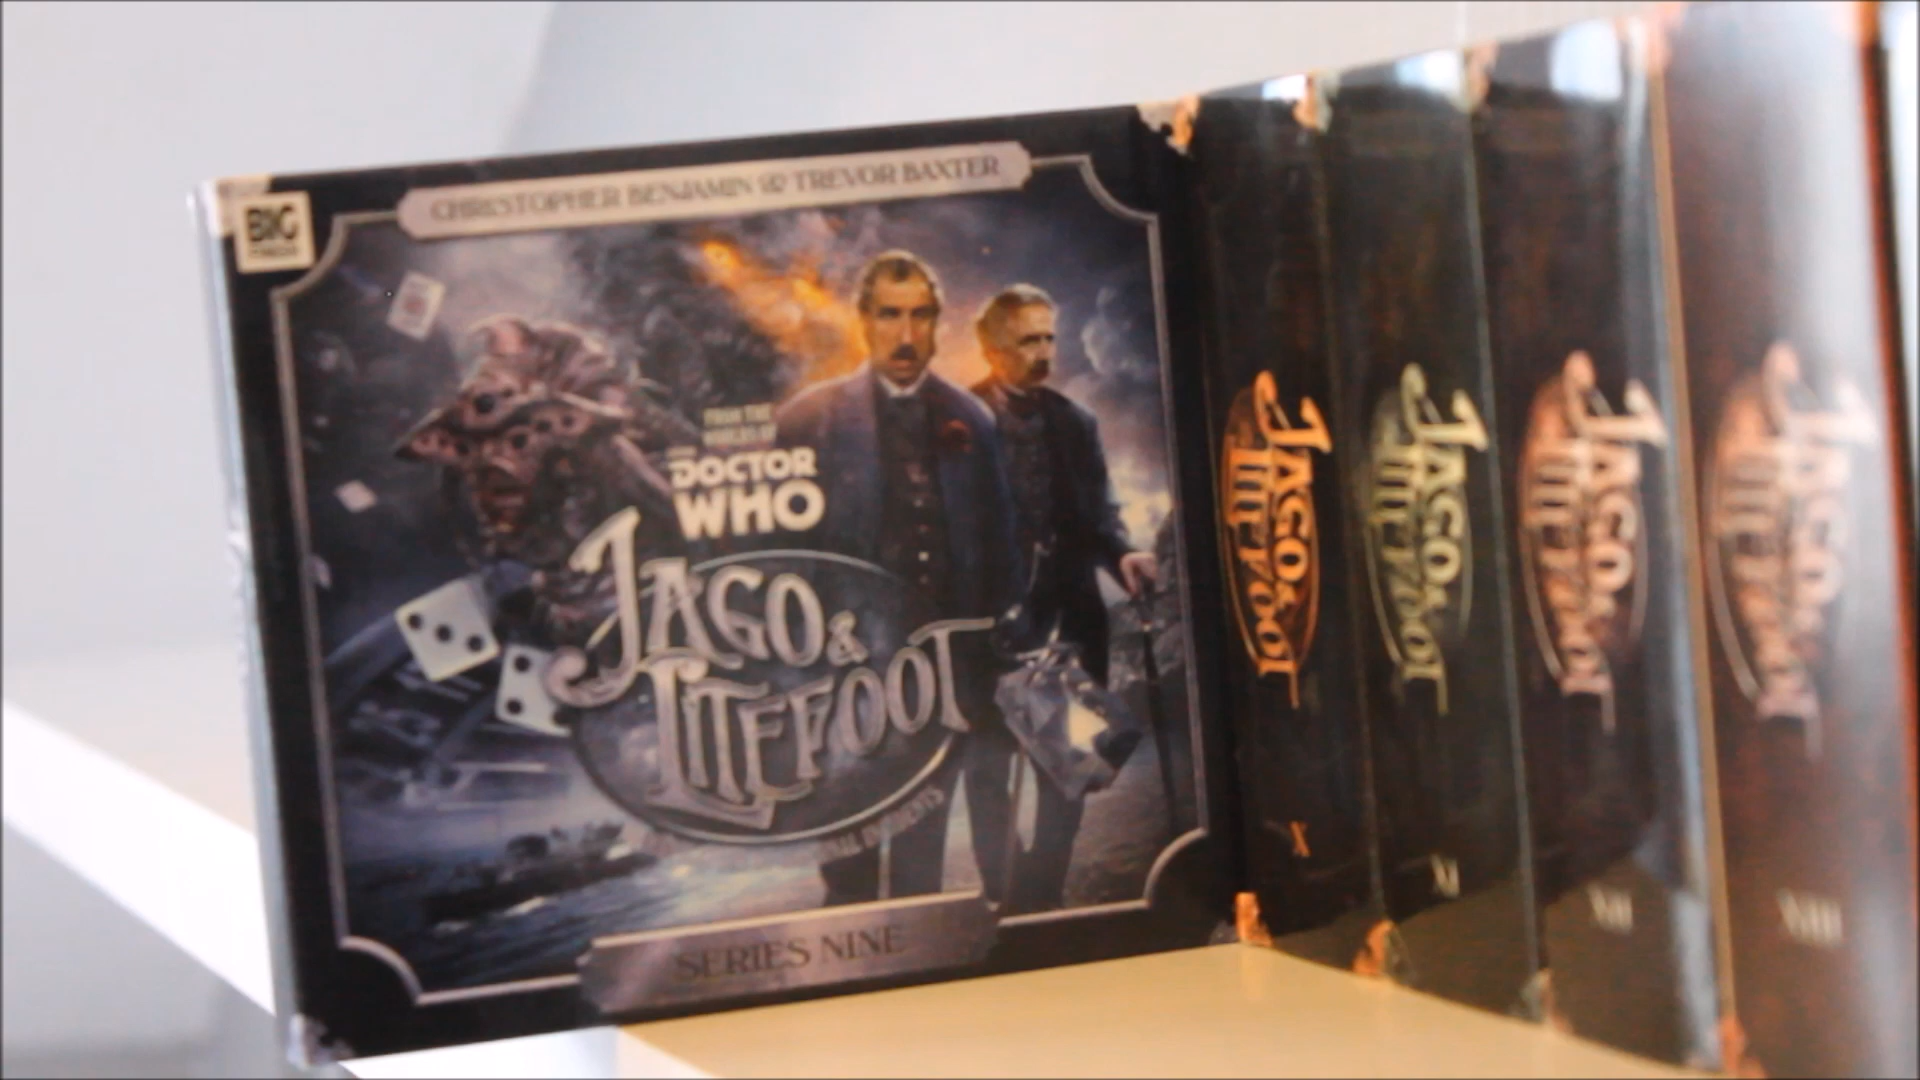 CHRISTOPHER BENJAMIN & TREVOR BAXTER
BIG
FINISH
FROM THE
WORLDS OF
DOCTOR
WHO
JAGO &
LITEFOOT
SERIES NINE
JAGO &
LITEFOOT
X
JAGO &
LITEFOOT
XI
JAGO &
LITEFOOT
XII
JAGO &
LITEFOOT
XIII